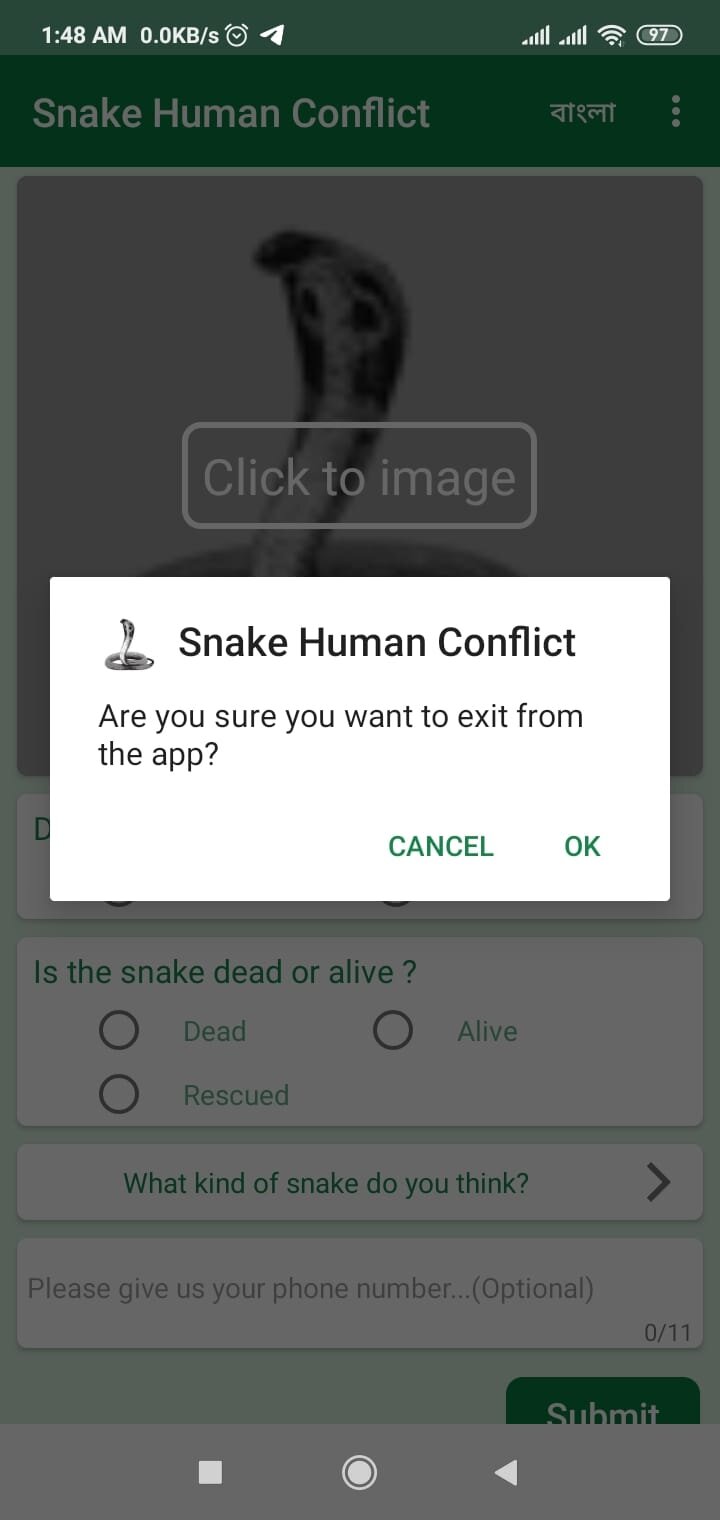 1:48 AM 0.0KB/s 97
Snake Human Conflict বাংলা
Click to image
Snake Human Conflict
Are you sure you want to exit from
the app?
CANCEL OK
Is the snake dead or alive ?
Dead Alive
Rescued
What kind of snake do you think?
Please give us your phone number...(Optional)
0/11
Submit